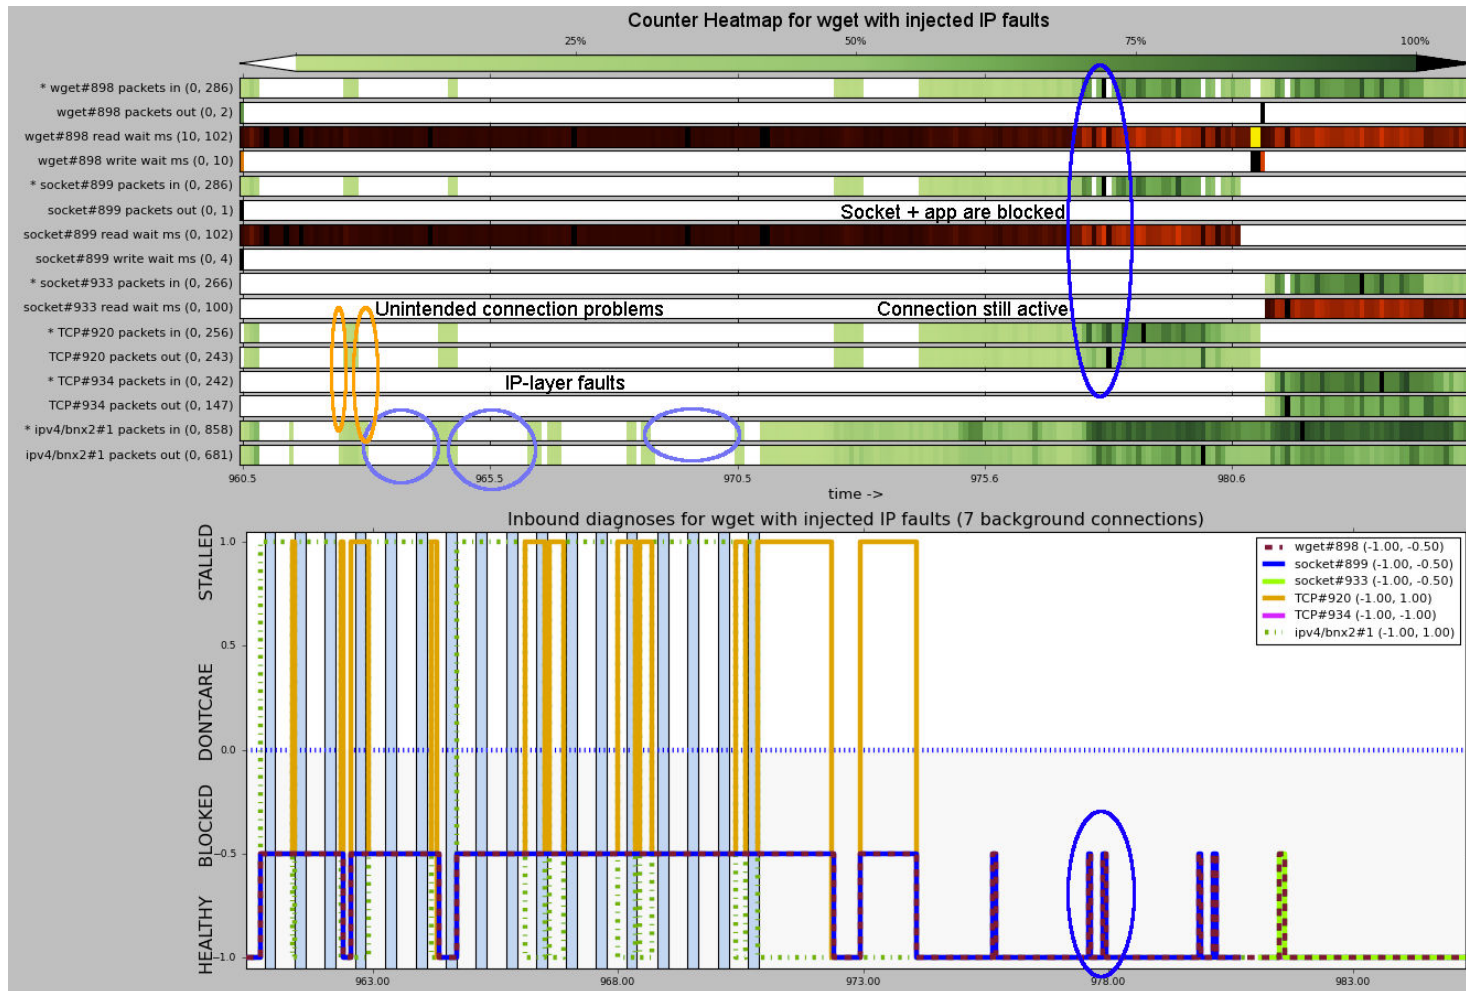 Counter Heatmap for wget with injected IP faults
25% 50% 75% 100%
* wget#898 packets in (0, 286)
wget#898 packets out (0, 2)
wget#898 read wait ms (10, 102)
wget#898 write wait ms (0, 10)
* socket#899 packets in (0, 286)
socket#899 packets out (0, 1)
Socket + app are blocked
socket#899 read wait ms (0, 102)
socket#899 write wait ms (0, 4)
* socket#933 packets in (0, 266)
socket#933 read wait ms (0, 100)
Unintended connection problems
Connection still active
* TCP#920 packets in (0, 256)
TCP#920 packets out (0, 243)
* TCP#934 packets in (0, 242)
IP-layer faults
TCP#934 packets out (0, 147)
* ipv4/bnx2#1 packets in (0, 858)
ipv4/bnx2#1 packets out (0, 681)
960.5 965.5 970.5 975.6 980.6
time ->
Inbound diagnoses for wget with injected IP faults (7 background connections)
STALLED
DONTCARE
BLOCKED
HEALTHY
1.0
0.5
0.0
−0.5
−1.0
wget#898 (-1.00, -0.50)
socket#899 (-1.00, -0.50)
socket#933 (-1.00, -0.50)
TCP#920 (-1.00, 1.00)
TCP#934 (-1.00, -1.00)
ipv4/bnx2#1 (-1.00, 1.00)
963.00 968.00 973.00 978.00 983.00